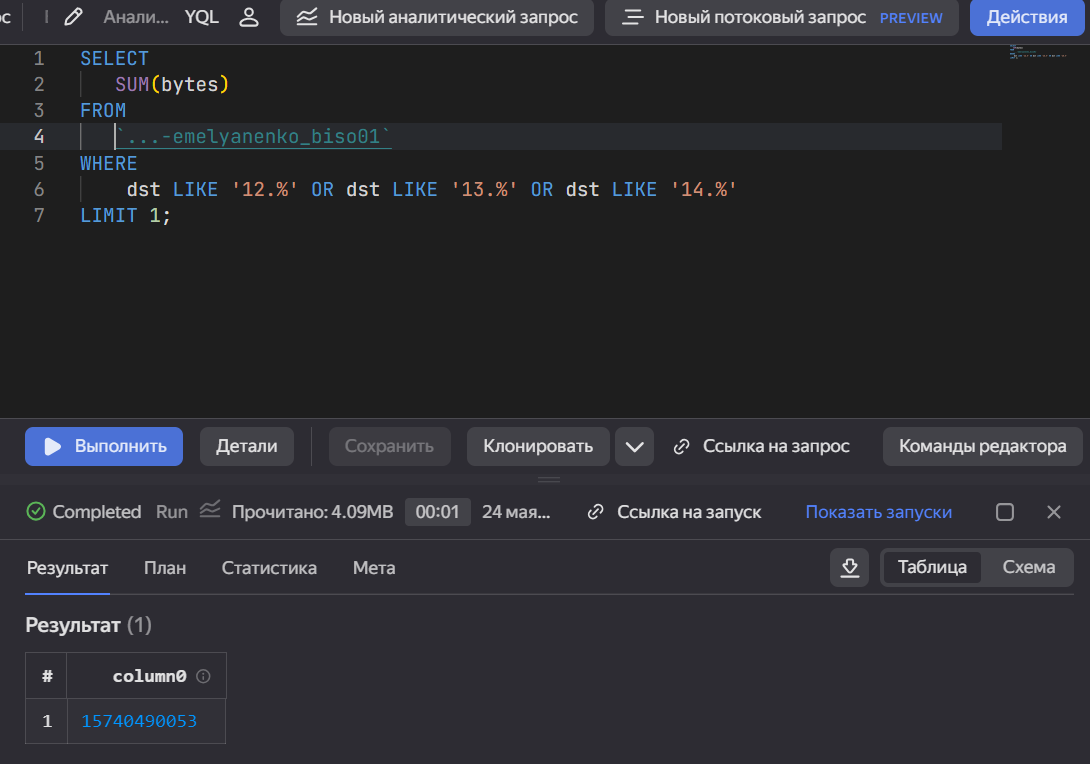 Анали... YQL Новый аналитический запрос Новый потоковый запрос PREVIEW Действия
1 SELECT
2 SUM(bytes)
3 FROM
4 `...-emelyanenko_biso01`
5 WHERE
6 dst LIKE '12.%' OR dst LIKE '13.%' OR dst LIKE '14.%'
7 LIMIT 1;
Выполнить Детали Сохранить Клонировать Ссылка на запрос Команды редактора
Completed Run Прочитано: 4.09MB 00:01 24 мая... Ссылка на запуск Показать запуски
Результат План Статистика Мета Таблица Схема
Результат (1)
# column0
1 15740490053